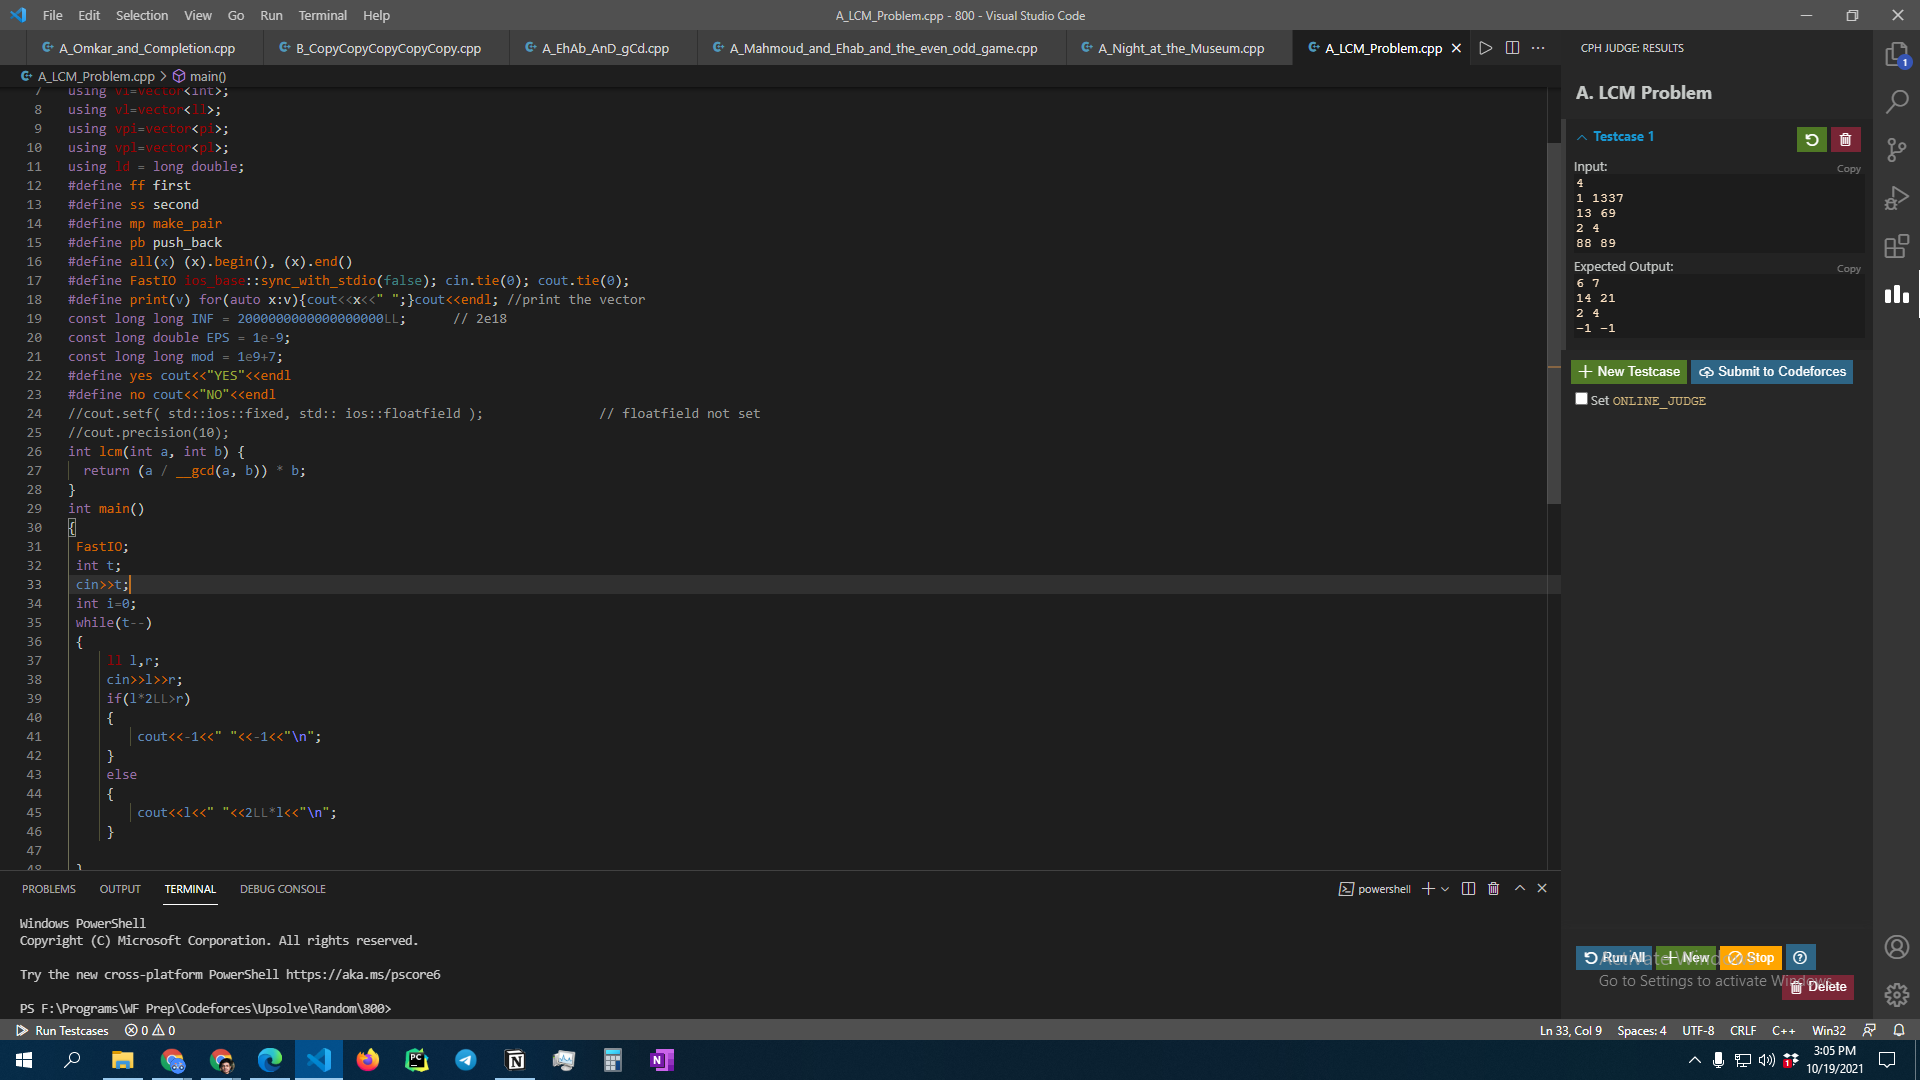 File Edit Selection View Go Run Terminal Help
A_LCM_Problem.cpp - 800 - Visual Studio Code
A_Omkar_and_Completion.cpp B_CopyCopyCopyCopyCopy.cpp A_EhAb_AnD_gCd.cpp A_Mahmoud_and_Ehab_and_the_even_odd_game.cpp A_Night_at_the_Museum.cpp A_LCM_Problem.cpp
A_LCM_Problem.cpp > main()
7 using vi=vector<int>;
8 using vl=vector<ll>;
9 using vpi=vector<pi>;
10 using vpl=vector<pl>;
11 using ld = long double;
12 #define ff first
13 #define ss second
14 #define mp make_pair
15 #define pb push_back
16 #define all(x) (x).begin(), (x).end()
17 #define FastIO ios_base::sync_with_stdio(false); cin.tie(0); cout.tie(0);
18 #define print(v) for(auto x:v){cout<<x<<" ";}cout<<endl; //print the vector
19 const long long INF = 2000000000000000000LL; // 2e18
20 const long double EPS = 1e-9;
21 const long long mod = 1e9+7;
22 #define yes cout<<"YES"<<endl
23 #define no cout<<"NO"<<endl
24 //cout.setf( std::ios::fixed, std:: ios::floatfield ); // floatfield not set
25 //cout.precision(10);
26 int lcm(int a, int b) {
27 return (a / __gcd(a, b)) * b;
28 }
29 int main()
30 {
31 FastIO;
32 int t;
33 cin>>t;
34 int i=0;
35 while(t--)
36 {
37 ll l,r;
38 cin>>l>>r;
39 if(l*2LL>r)
40 {
41 cout<<-1<<" "<<-1<<"\n";
42 }
43 else
44 {
45 cout<<l<<" "<<2LL*l<<"\n";
46 }
47
48 }
PROBLEMS OUTPUT TERMINAL DEBUG CONSOLE
powershell
Windows PowerShell
Copyright (C) Microsoft Corporation. All rights reserved.
Try the new cross-platform PowerShell https://aka.ms/pscore6
PS F:\Programs\WF Prep\Codeforces\Upsolve\Random\800>
CPH JUDGE: RESULTS
A. LCM Problem
Testcase 1
Input:
Copy
4
1 1337
13 69
2 4
88 89
Expected Output:
Copy
6 7
14 21
2 4
-1 -1
New Testcase
Submit to Codeforces
Set ONLINE_JUDGE
Run All New Stop
Activate Windows
Go to Settings to activate Windows.
Delete
1
Run Testcases 0 0
Ln 33, Col 9 Spaces: 4 UTF-8 CRLF C++ Win32
3:05 PM
10/19/2021